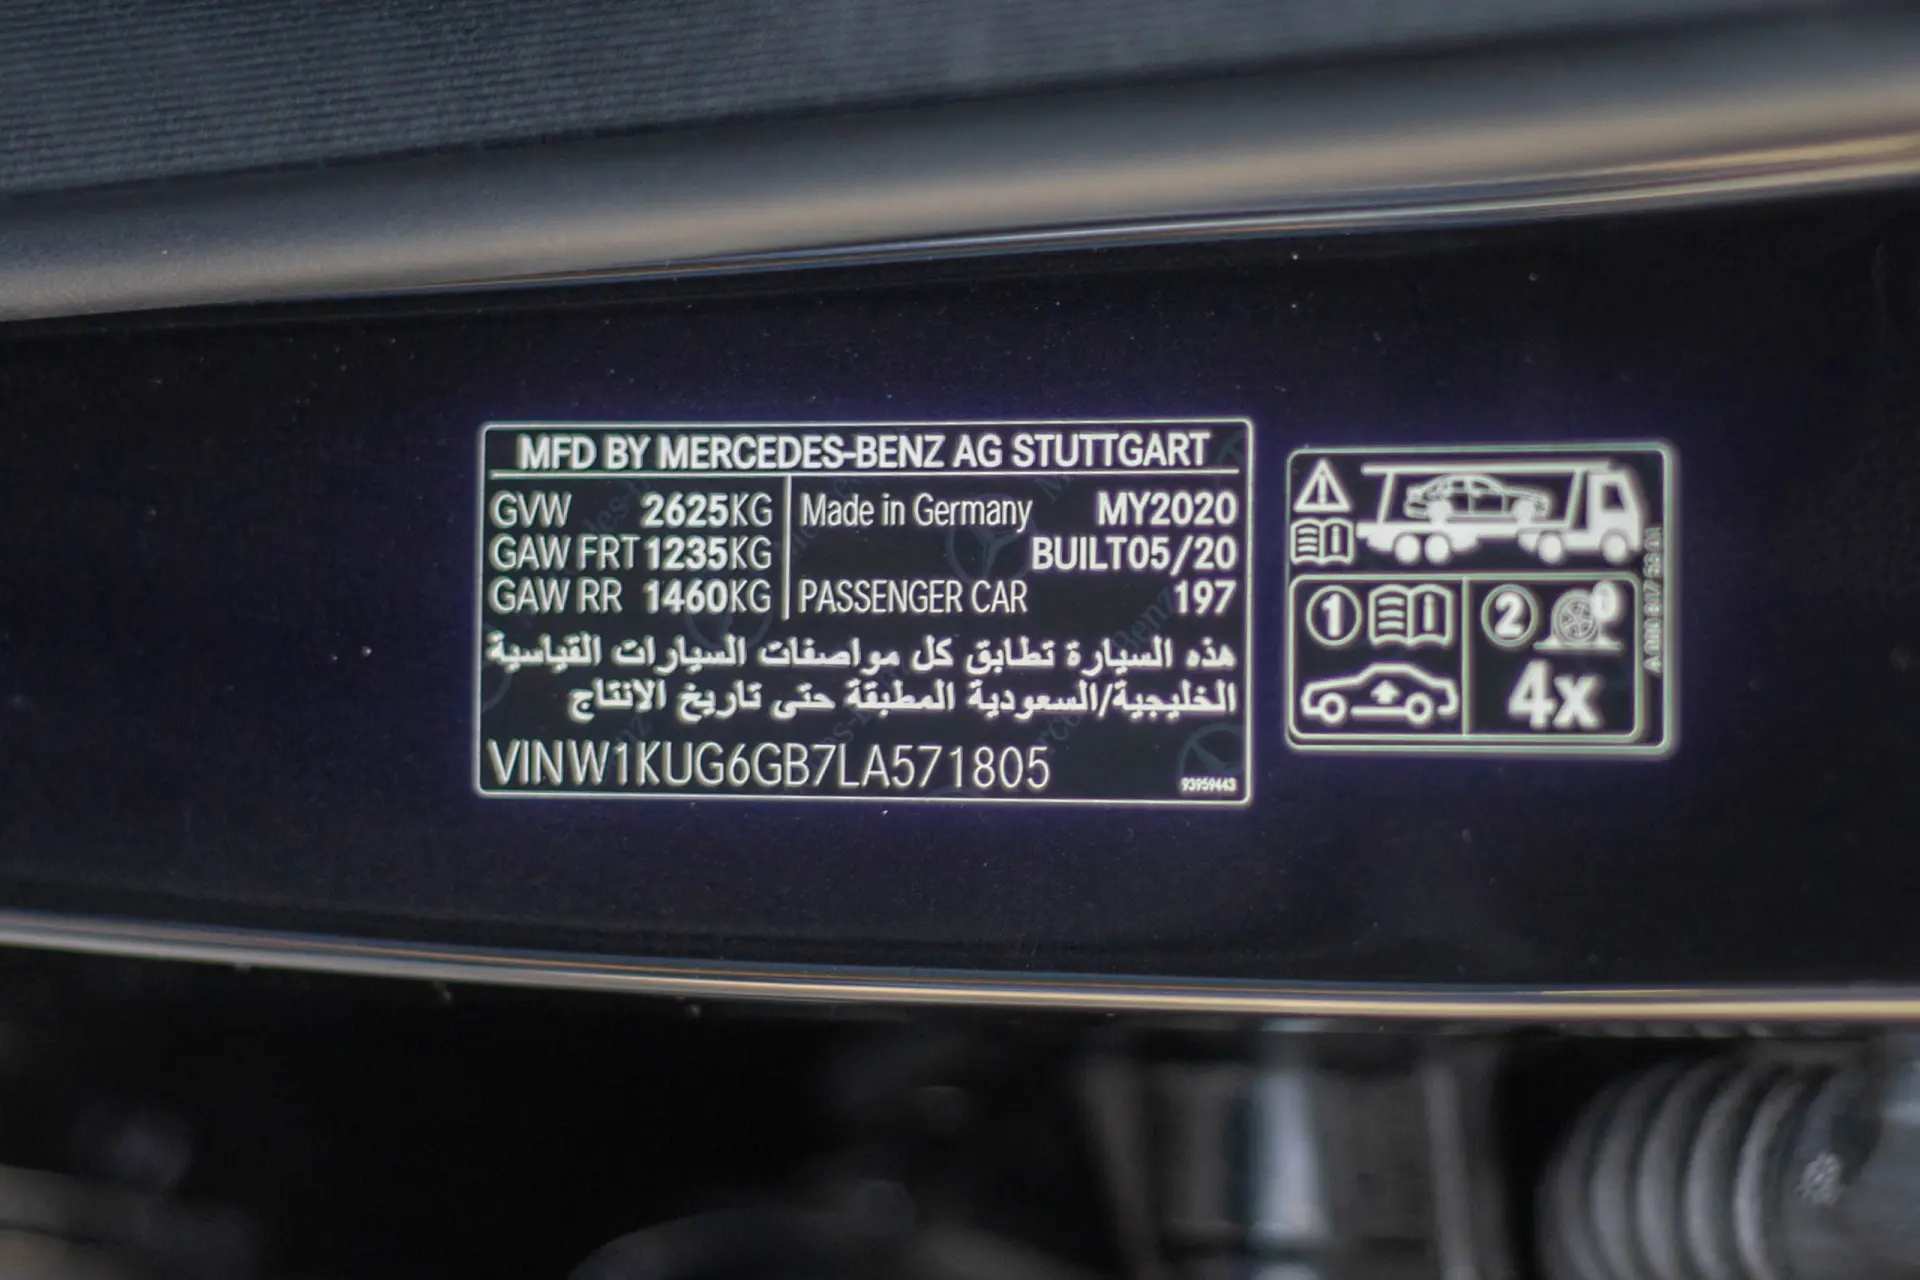 MFD BY MERCEDES-BENZ AG STUTTGART
GVW 2625KG Made in Germany MY2020
GAW FRT 1235KG BUILT05/20
GAW RR 1460KG PASSENGER CAR 197
هذه السيارة تطابق كل مواصفات السيارات القياسية
الخليجية/السعودية المطبقة حتى تاريخ الانتاج
VINW1KUG6GB7LA571805
93959443
1 2
4x